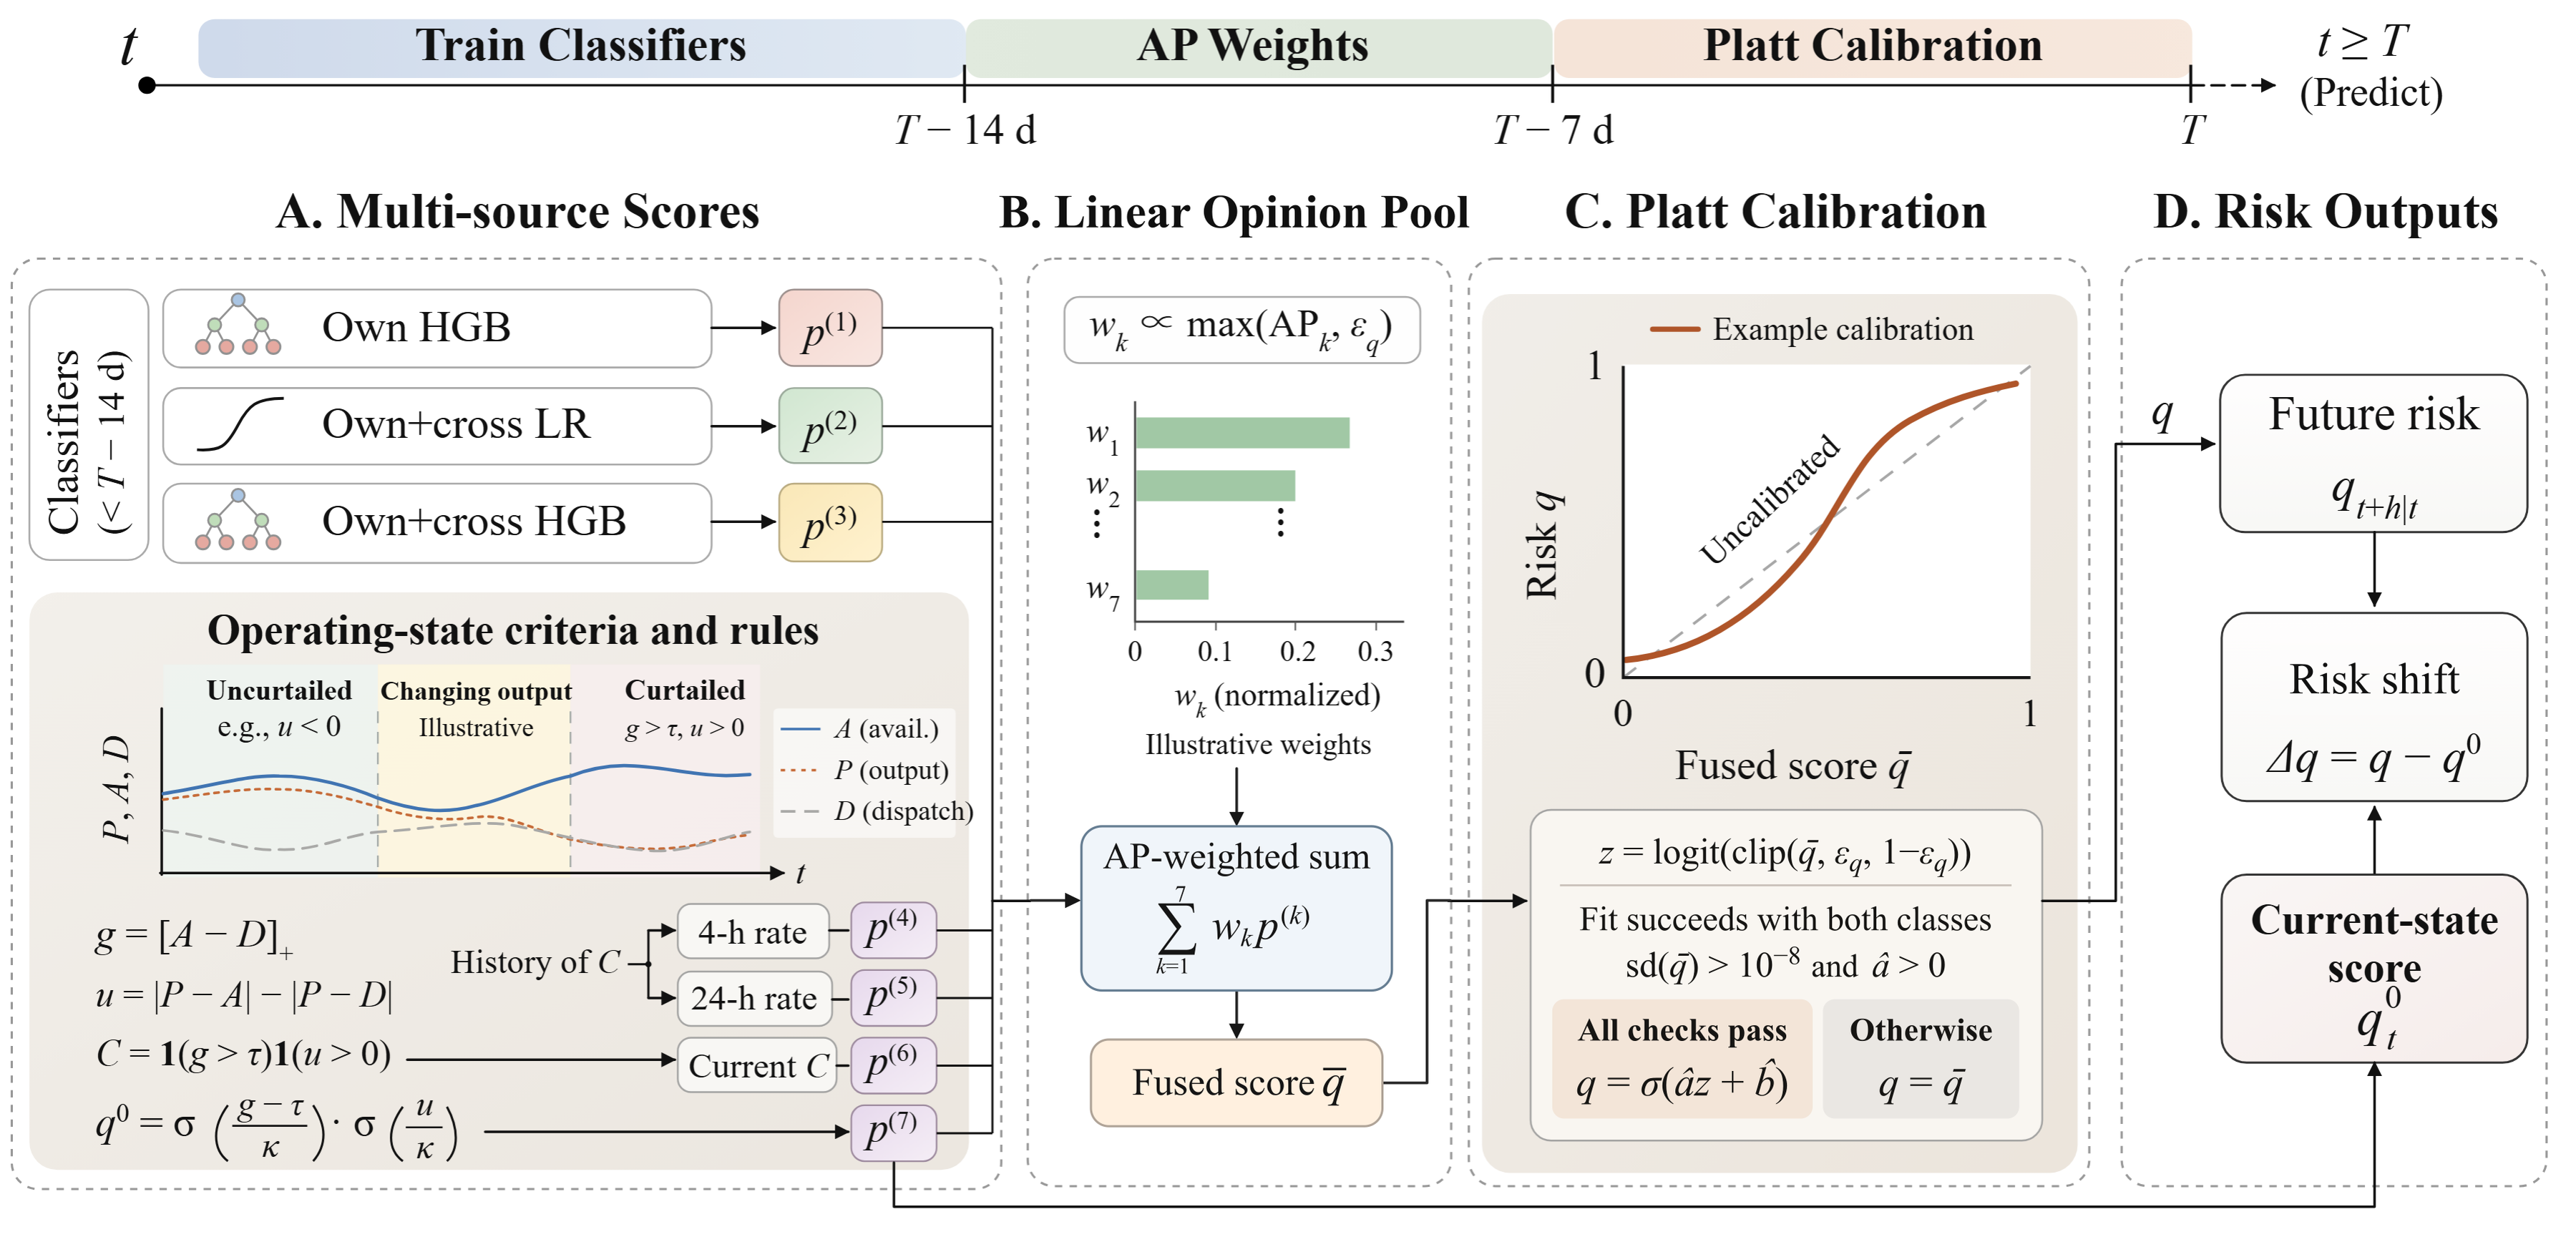 t
Train Classifiers
AP Weights
Platt Calibration
t ≥ T
(Predict)
T − 14 d
T − 7 d
T
A. Multi-source Scores
B. Linear Opinion Pool
C. Platt Calibration
D. Risk Outputs
Classifiers
(< T − 14 d)
Own HGB
p⁽¹⁾
Own+cross LR
p⁽²⁾
Own+cross HGB
p⁽³⁾
Operating-state criteria and rules
Uncurtailed
e.g., u < 0
Changing output
Illustrative
Curtailed
g > τ, u > 0
P, A, D
A (avail.)
P (output)
D (dispatch)
t
g = [A − D]₊
u = |P − A| − |P − D|
C = 1(g > τ)1(u > 0)
q⁰ = σ ((g − τ)/κ) · σ (u/κ)
History of C
4-h rate
p⁽⁴⁾
24-h rate
p⁽⁵⁾
Current C
p⁽⁶⁾
p⁽⁷⁾
w_k ∝ max(AP_k, ε_q)
w₁
w₂
⋮ ⋮
w₇
0 0.1 0.2 0.3
w_k (normalized)
Illustrative weights
AP-weighted sum
∑_{k=1}^{7} w_k p⁽ᵏ⁾
Fused score q̄
Example calibration
1
Uncalibrated
Risk q
0
0 1
Fused score q̄
z = logit(clip(q̄, ε_q, 1−ε_q))
Fit succeeds with both classes
sd(q̄) > 10⁻⁸ and â > 0
All checks pass
q = σ(âz + b̂)
Otherwise
q = q̄
q
Future risk
q_{t+h|t}
Risk shift
Δq = q − q⁰
Current-state
score
q_t^0